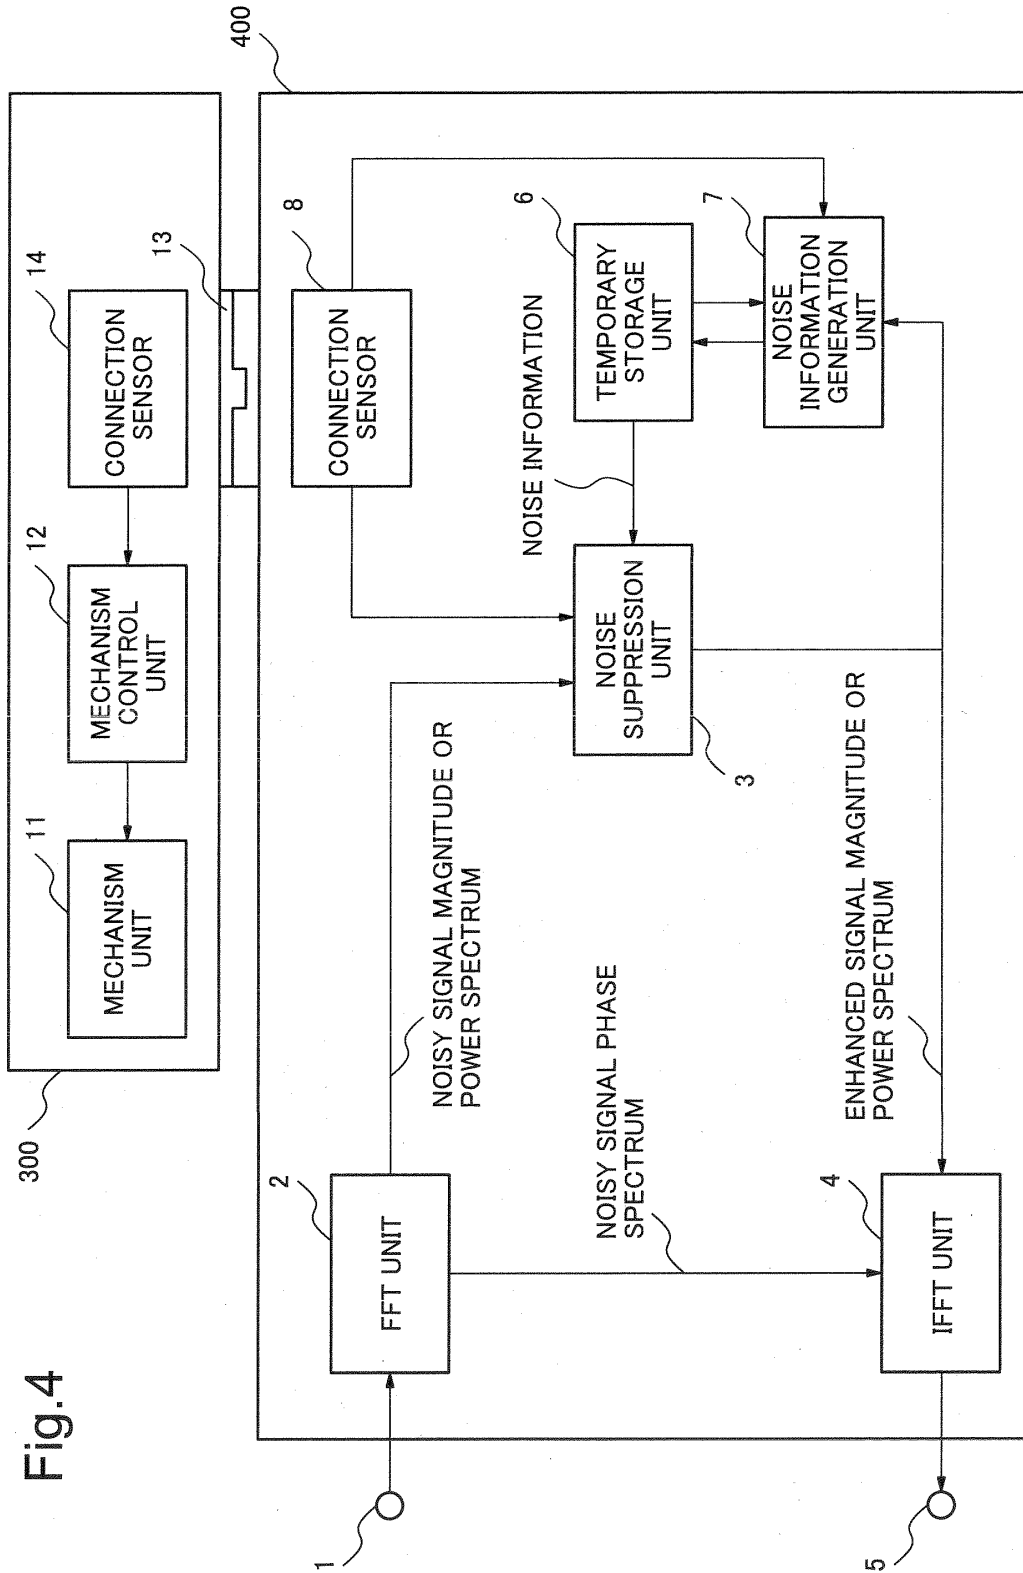 Fig.4
300
11
MECHANISM
UNIT
12
MECHANISM
CONTROL
UNIT
14
CONNECTION
SENSOR
13
400
8
CONNECTION
SENSOR
1
2
FFT UNIT
NOISY SIGNAL MAGNITUDE OR
POWER SPECTRUM
NOISY SIGNAL PHASE
SPECTRUM
3
NOISE
SUPPRESSION
UNIT
NOISE INFORMATION
6
TEMPORARY
STORAGE
UNIT
7
NOISE
INFORMATION
GENERATION
UNIT
ENHANCED SIGNAL MAGNITUDE OR
POWER SPECTRUM
4
IFFT UNIT
5